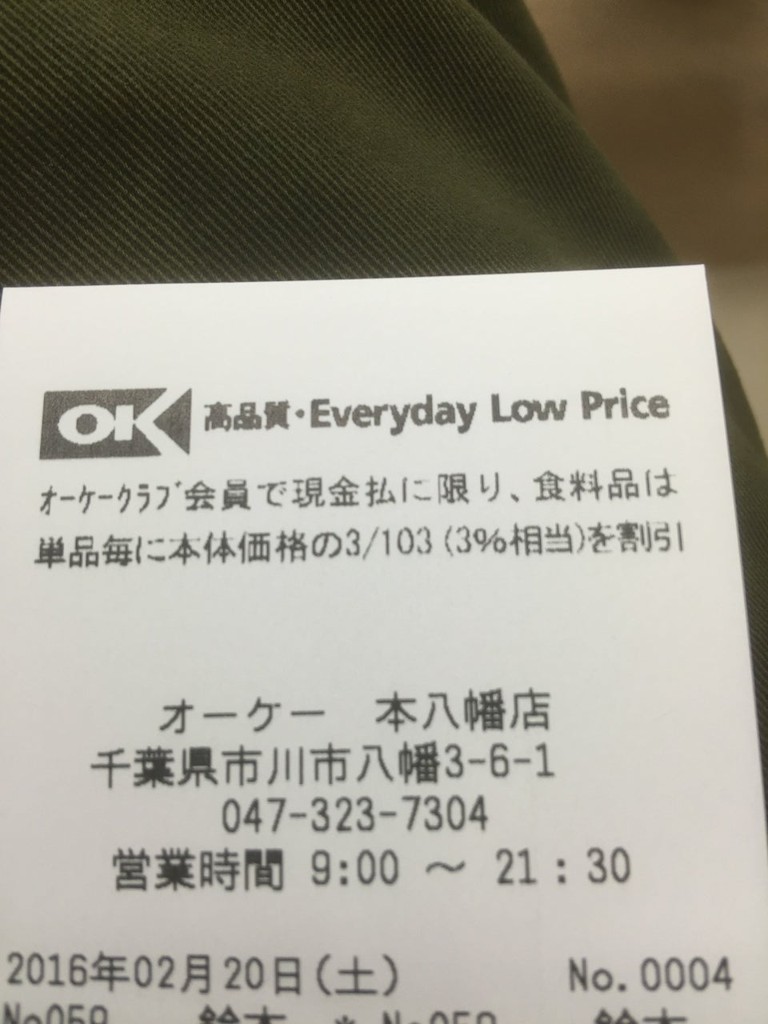 OK 高品質・Everyday Low Price
オーケークラブ会員で現金払に限り、食料品は
単品毎に本体価格の3/103(3%相当)を割引
オーケー 本八幡店
千葉県市川市八幡3-6-1
047-323-7304
営業時間 9:00 ～ 21:30
2016年02月20日(土) No.0004